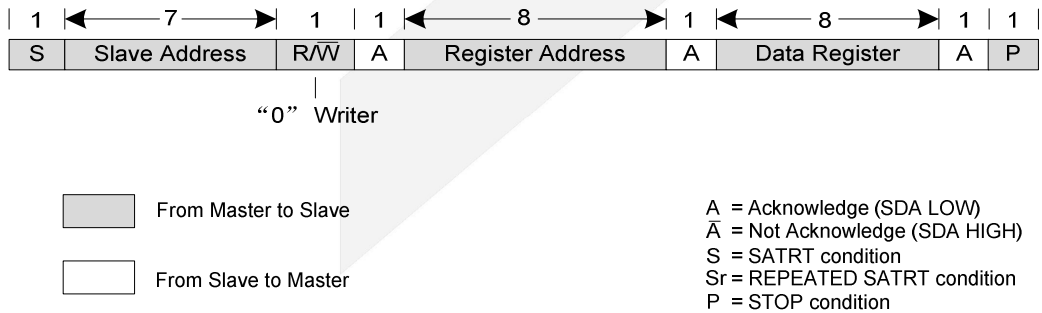 1 7 1 1 8 1 8 1 1
S Slave Address R/W̅ A Register Address A Data Register A P
“0” Writer
From Master to Slave
From Slave to Master
A = Acknowledge (SDA LOW)
A̅ = Not Acknowledge (SDA HIGH)
S = SATRT condition
Sr = REPEATED SATRT condition
P = STOP condition